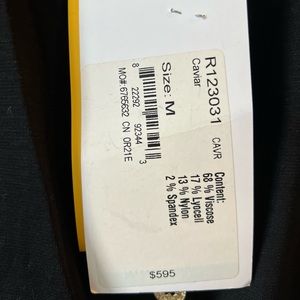 R123031 CAVR
Caviar
Content:
68 % Viscose
17 % Lyocell
13 % Nylon
2 % Spandex
Size: M
8 22292 92344 3
MO# 6765632 CN 0R21E
$595